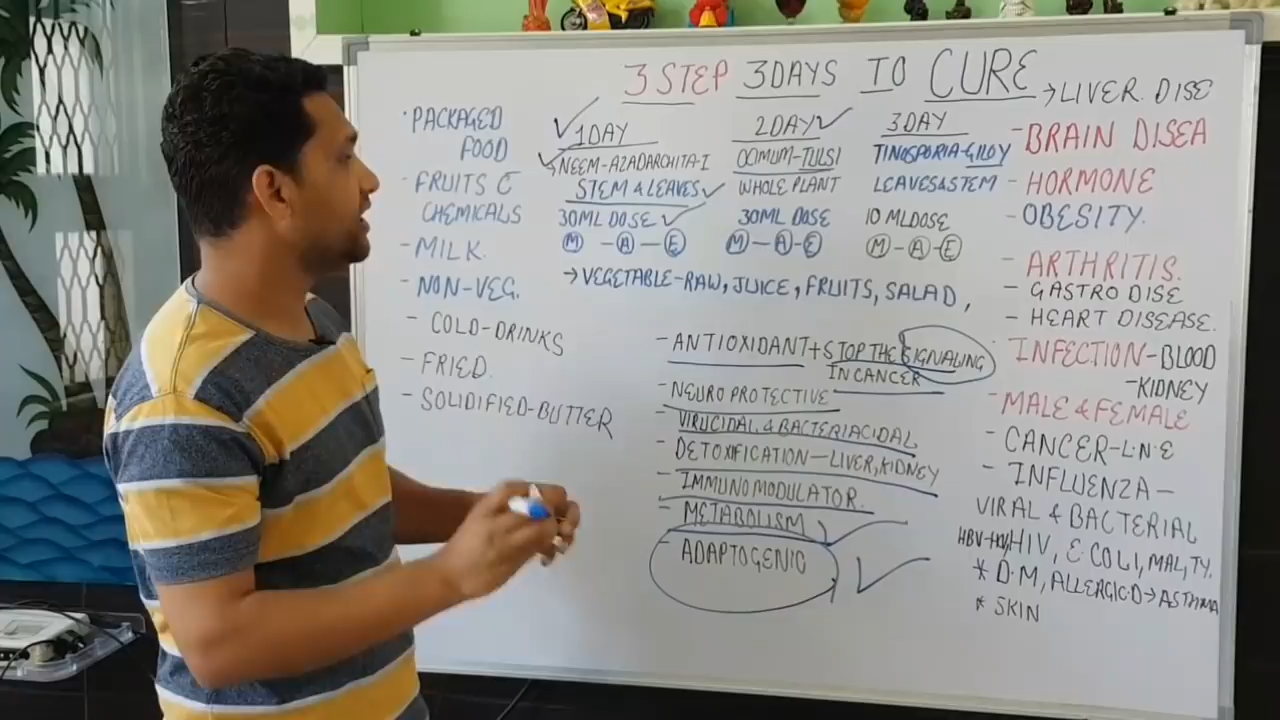 3 STEP 3DAYS TO CURE
→ LIVER. DISE
· PACKAGED
FOOD
- FRUITS C̄
CHEMICALS
- MILK.
- NON-VEG.
- COLD-DRINKS
- FRIED.
- SOLIDIFIED-BUTTER
1DAY
NEEM-AZADARCHITA-I
STEM & LEAVES
30ML DOSE
M - A - E
2DAY
OCIMUM-TULSI
WHOLE PLANT
30ML DOSE
M - A - E
3DAY
TINOSPORIA-GILOY
LEAVES&STEM
10 ML DOSE
M - A - E
→ VEGETABLE-RAW, JUICE, FRUITS, SALAD,
- ANTIOXIDANT + STOP THE SIGNALING
IN CANCER
- NEURO PROTECTIVE
- VIRUCIDAL & BACTERIACIDAL
- DETOXIFICATION-LIVER, KIDNEY
- IMMUNOMODULATOR.
- METABOLISM
- ADAPTOGENIC
- BRAIN DISEA
- HORMONE
- OBESITY.
- ARTHRITIS.
- GASTRO DISE
- HEART DISEASE.
INFECTION-BLOOD
-KIDNEY
- MALE & FEMALE
- CANCER-L·N·E
- INFLUENZA-
VIRAL & BACTERIAL
HIV, E.COLI, MAL, TY.
* D.M, ALLERGIC.D → ASTHMA
* SKIN